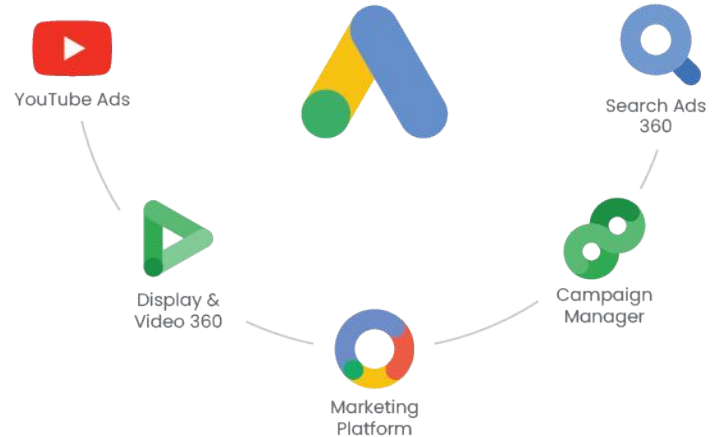 YouTube Ads
Search Ads
360
Display &
Video 360
Campaign
Manager
Marketing
Platform